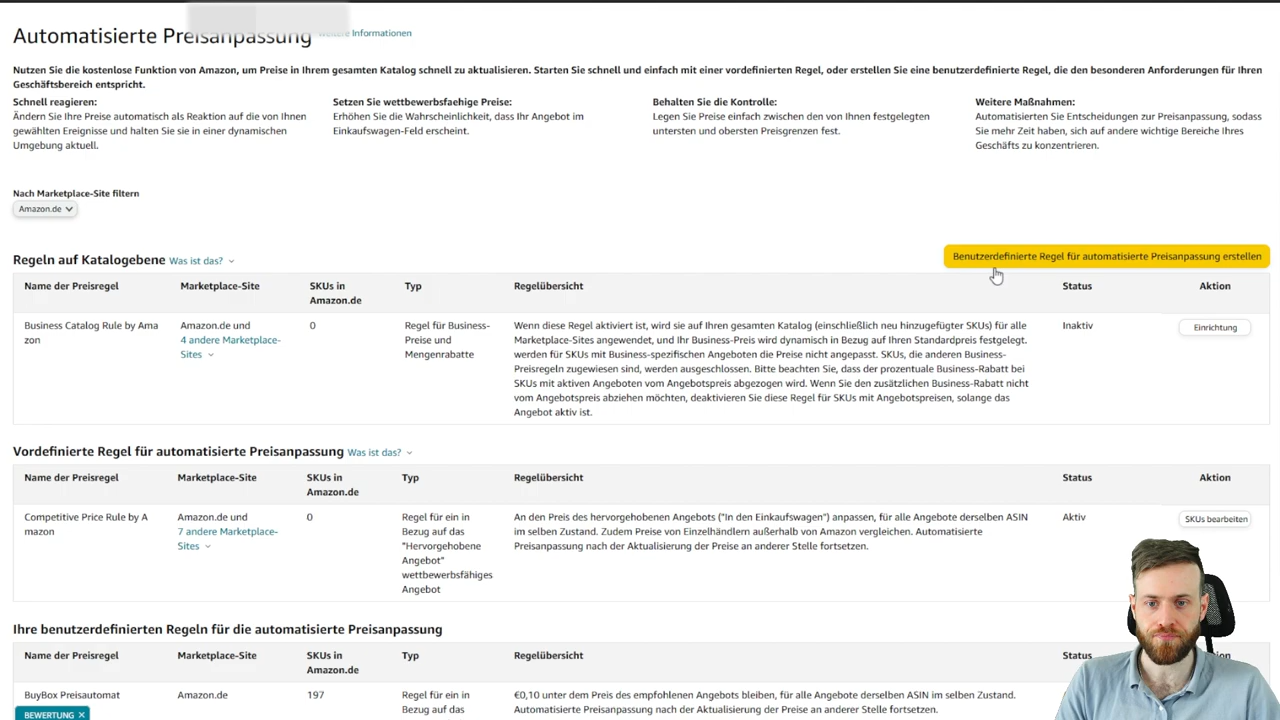 Automatisierte Preisanpassung
weitere Informationen
Nutzen Sie die kostenlose Funktion von Amazon, um Preise in Ihrem gesamten Katalog schnell zu aktualisieren. Starten Sie schnell und einfach mit einer vordefinierten Regel, oder erstellen Sie eine benutzerdefinierte Regel, die den besonderen Anforderungen für Ihren
Geschäftsbereich entspricht.
Schnell reagieren:
Ändern Sie Ihre Preise automatisch als Reaktion auf die von Ihnen
gewählten Ereignisse und halten Sie sie in einer dynamischen
Umgebung aktuell.
Setzen Sie wettbewerbsfaehige Preise:
Erhöhen Sie die Wahrscheinlichkeit, dass Ihr Angebot im
Einkaufswagen-Feld erscheint.
Behalten Sie die Kontrolle:
Legen Sie Preise einfach zwischen den von Ihnen festgelegten
untersten und obersten Preisgrenzen fest.
Weitere Maßnahmen:
Automatisierten Sie Entscheidungen zur Preisanpassung, sodass
Sie mehr Zeit haben, sich auf andere wichtige Bereiche Ihres
Geschäfts zu konzentrieren.
Nach Marketplace-Site filtern
Amazon.de
Regeln auf Katalogebene Was ist das?
Benutzerdefinierte Regel für automatisierte Preisanpassung erstellen
Name der Preisregel
Marketplace-Site
SKUs in
Amazon.de
Typ
Regelübersicht
Status
Aktion
Business Catalog Rule by Ama
zon
Amazon.de und
4 andere Marketplace-
Sites
0
Regel für Business-
Preise und
Mengenrabatte
Wenn diese Regel aktiviert ist, wird sie auf Ihren gesamten Katalog (einschließlich neu hinzugefügter SKUs) für alle
Marketplace-Sites angewendet, und Ihr Business-Preis wird dynamisch in Bezug auf Ihren Standardpreis festgelegt.
werden für SKUs mit Business-spezifischen Angeboten die Preise nicht angepasst. SKUs, die anderen Business-
Preisregeln zugewiesen sind, werden ausgeschlossen. Bitte beachten Sie, dass der prozentuale Business-Rabatt bei
SKUs mit aktiven Angeboten vom Angebotspreis abgezogen wird. Wenn Sie den zusätzlichen Business-Rabatt nicht
vom Angebotspreis abziehen möchten, deaktivieren Sie diese Regel für SKUs mit Angebotspreisen, solange das
Angebot aktiv ist.
Inaktiv
Einrichtung
Vordefinierte Regel für automatisierte Preisanpassung Was ist das?
Name der Preisregel
Marketplace-Site
SKUs in
Amazon.de
Typ
Regelübersicht
Status
Aktion
Competitive Price Rule by A
mazon
Amazon.de und
7 andere Marketplace-
Sites
0
Regel für ein in
Bezug auf das
"Hervorgehobene
Angebot"
wettbewerbsfähiges
Angebot
An den Preis des hervorgehobenen Angebots ("In den Einkaufswagen") anpassen, für alle Angebote derselben ASIN
im selben Zustand. Zudem Preise von Einzelhändlern außerhalb von Amazon vergleichen. Automatisierte
Preisanpassung nach der Aktualisierung der Preise an anderer Stelle fortsetzen.
Aktiv
SKUs bearbeiten
Ihre benutzerdefinierten Regeln für die automatisierte Preisanpassung
Name der Preisregel
Marketplace-Site
SKUs in
Amazon.de
Typ
Regelübersicht
Status
BuyBox Preisautomat
Amazon.de
197
Regel für ein in
Bezug auf das
€0,10 unter dem Preis des empfohlenen Angebots bleiben, für alle Angebote derselben ASIN im selben Zustand.
Automatisierte Preisanpassung nach der Aktualisierung der Preise an anderer Stelle fortsetzen.
BEWERTUNG ✕